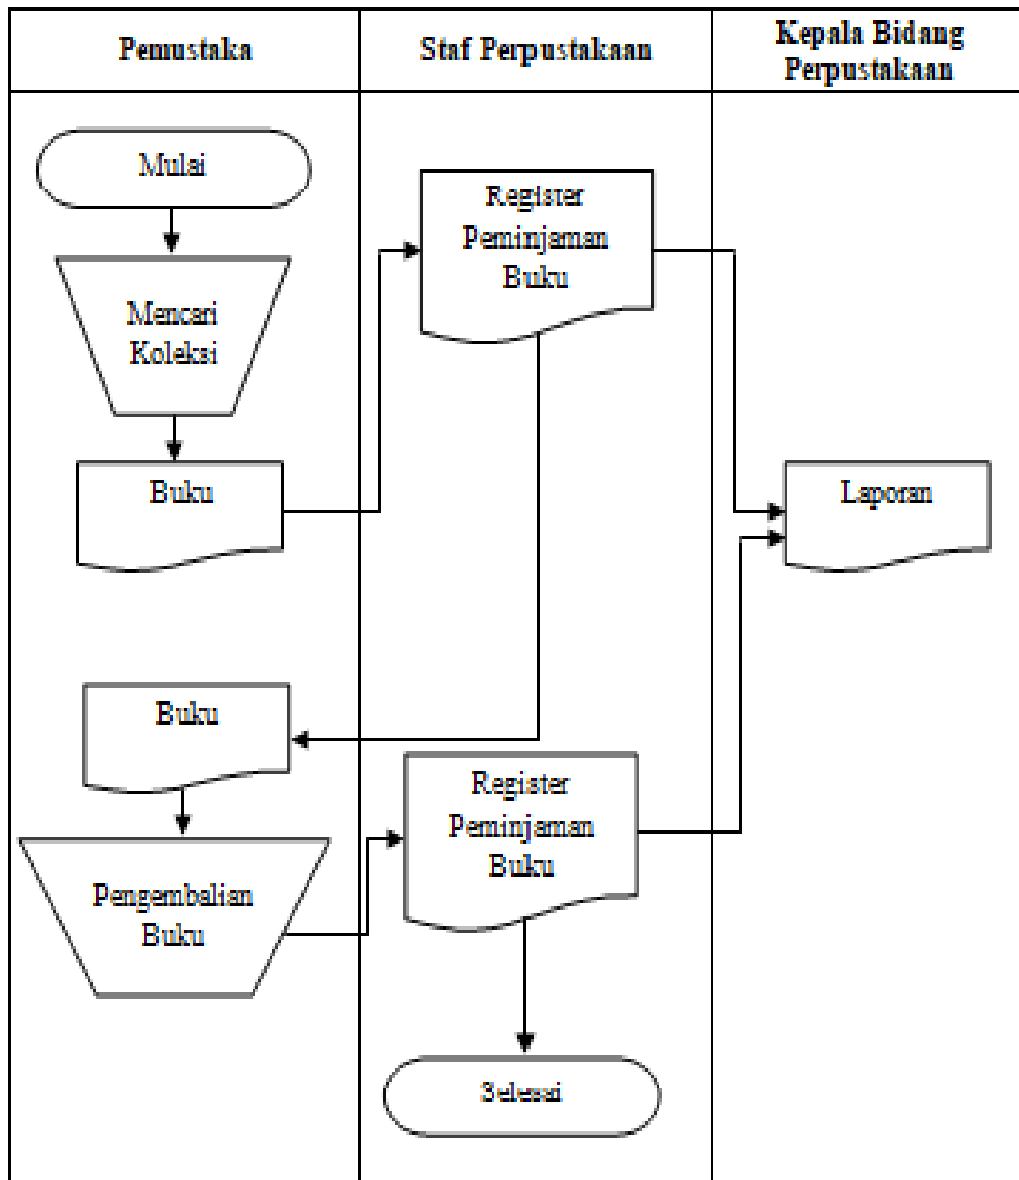 Pemustaka
Staf Perpustakaan
Kepala Bidang
Perpustakaan
Mulai
Mencari
Koleksi
Buku
Register
Peminjaman
Buku
Laporan
Buku
Pengembalian
Buku
Register
Peminjaman
Buku
Selesai